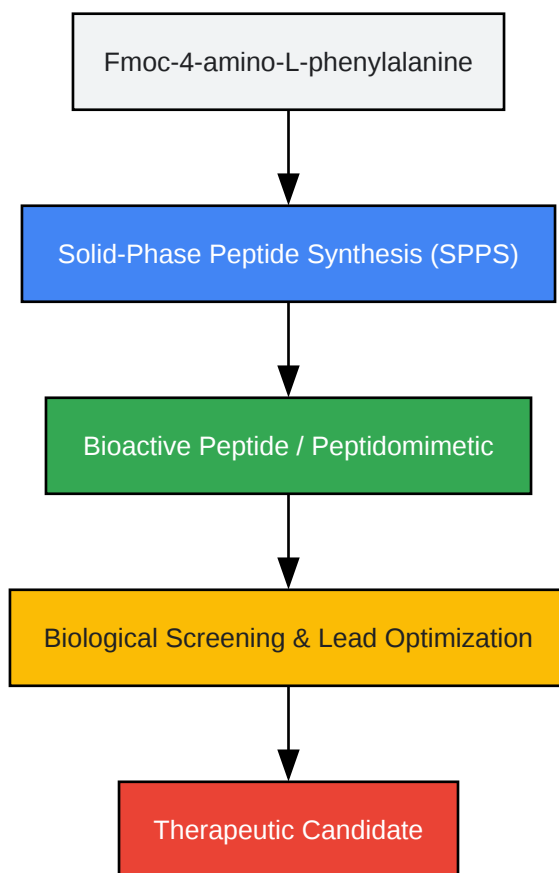 Fmoc-4-amino-L-phenylalanine
Solid-Phase Peptide Synthesis (SPPS)
Bioactive Peptide / Peptidomimetic
Biological Screening & Lead Optimization
Therapeutic Candidate